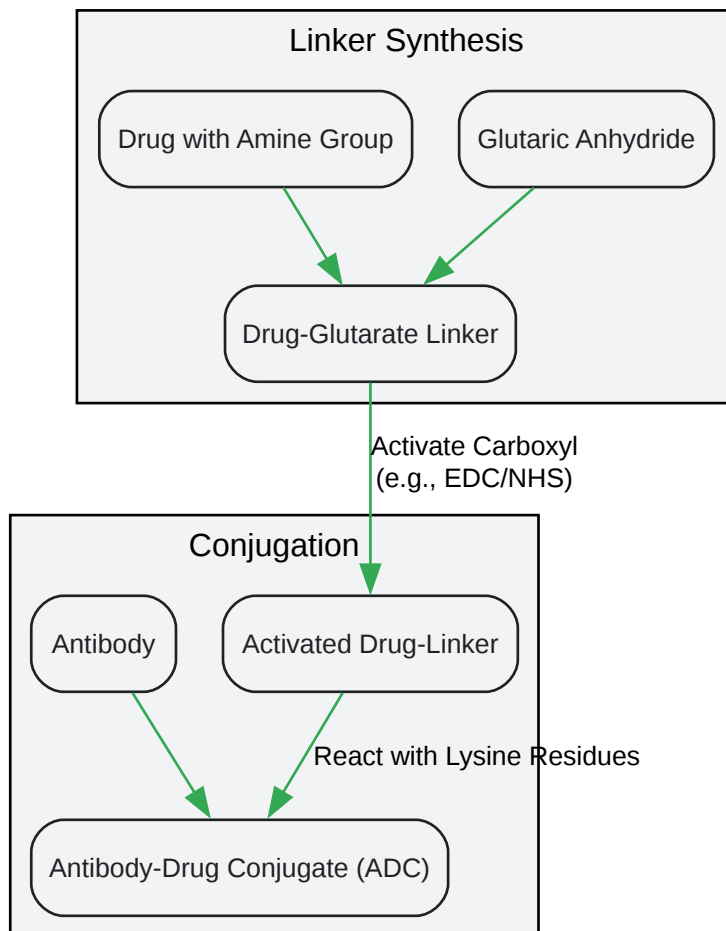 Linker Synthesis
Drug with Amine Group
Glutaric Anhydride
Drug-Glutarate Linker
Activate Carboxyl
(e.g., EDC/NHS)
Conjugation
Antibody
Activated Drug-Linker
React with Lysine Residues
Antibody-Drug Conjugate (ADC)